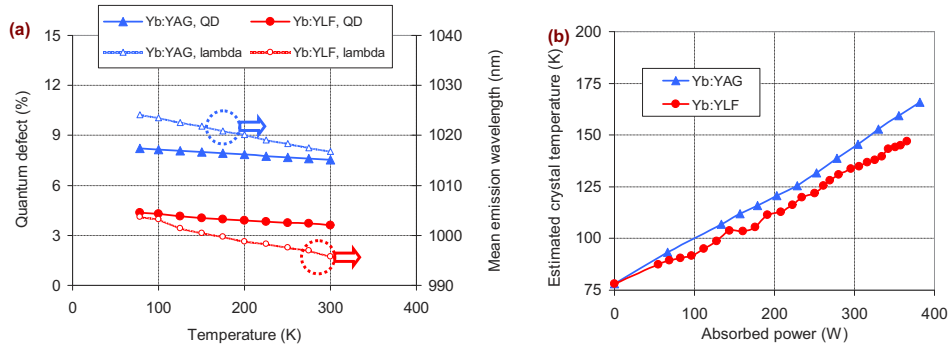 (a)
Yb:YAG, QD
Yb:YLF, QD
Yb:YAG, lambda
Yb:YLF, lambda
15
12
9
6
3
0
Quantum defect (%)
1040
1030
1020
1010
1000
990
Mean emission wavelength (nm)
0
100
200
300
400
Temperature (K)
(b)
Yb:YAG
Yb:YLF
200
175
150
125
100
75
Estimated crystal temperature (K)
0
100
200
300
400
Absorbed power (W)